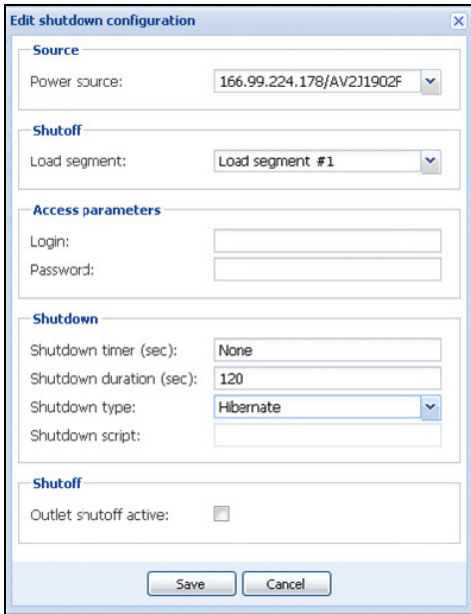 Edit shutdown configuration
Source
Power source: 166.99.224.178/AV2J1902F
Shutoff
Load segment: Load segment #1
Access parameters
Login:
Password:
Shutdown
Shutdown timer (sec): None
Shutdown duration (sec): 120
Shutdown type: Hibernate
Shutdown script:
Shutoff
Outlet shutoff active:
Save Cancel